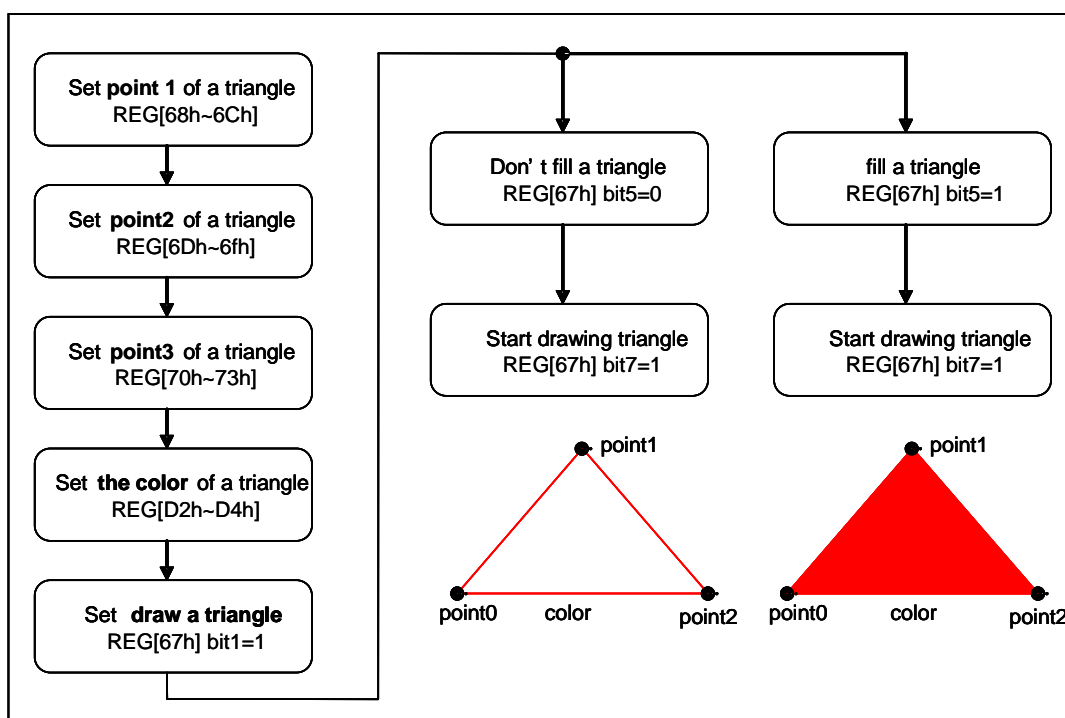 Set point 1 of a triangle
REG[68h~6Ch]
Set point2 of a triangle
REG[6Dh~6fh]
Set point3 of a triangle
REG[70h~73h]
Set the color of a triangle
REG[D2h~D4h]
Set draw a triangle
REG[67h] bit1=1
Don' t fill a triangle
REG[67h] bit5=0
Start drawing triangle
REG[67h] bit7=1
point1
point0
color
point2
fill a triangle
REG[67h] bit5=1
Start drawing triangle
REG[67h] bit7=1
point1
point0
color
point2